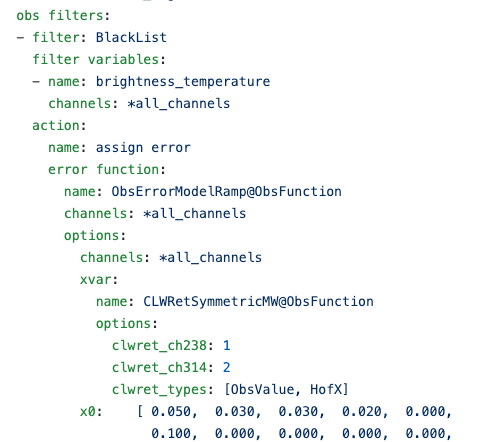 obs filters:
- filter: BlackList
filter variables:
- name: brightness_temperature
channels: *all_channels
action:
name: assign error
error function:
name: ObsErrorModelRamp@ObsFunction
channels: *all_channels
options:
channels: *all_channels
xvar:
name: CLWRetSymmetricMW@ObsFunction
options:
clwret_ch238: 1
clwret_ch314: 2
clwret_types: [ObsValue, HofX]
x0: [ 0.050, 0.030, 0.030, 0.020, 0.000,
0.100, 0.000, 0.000, 0.000, 0.000,